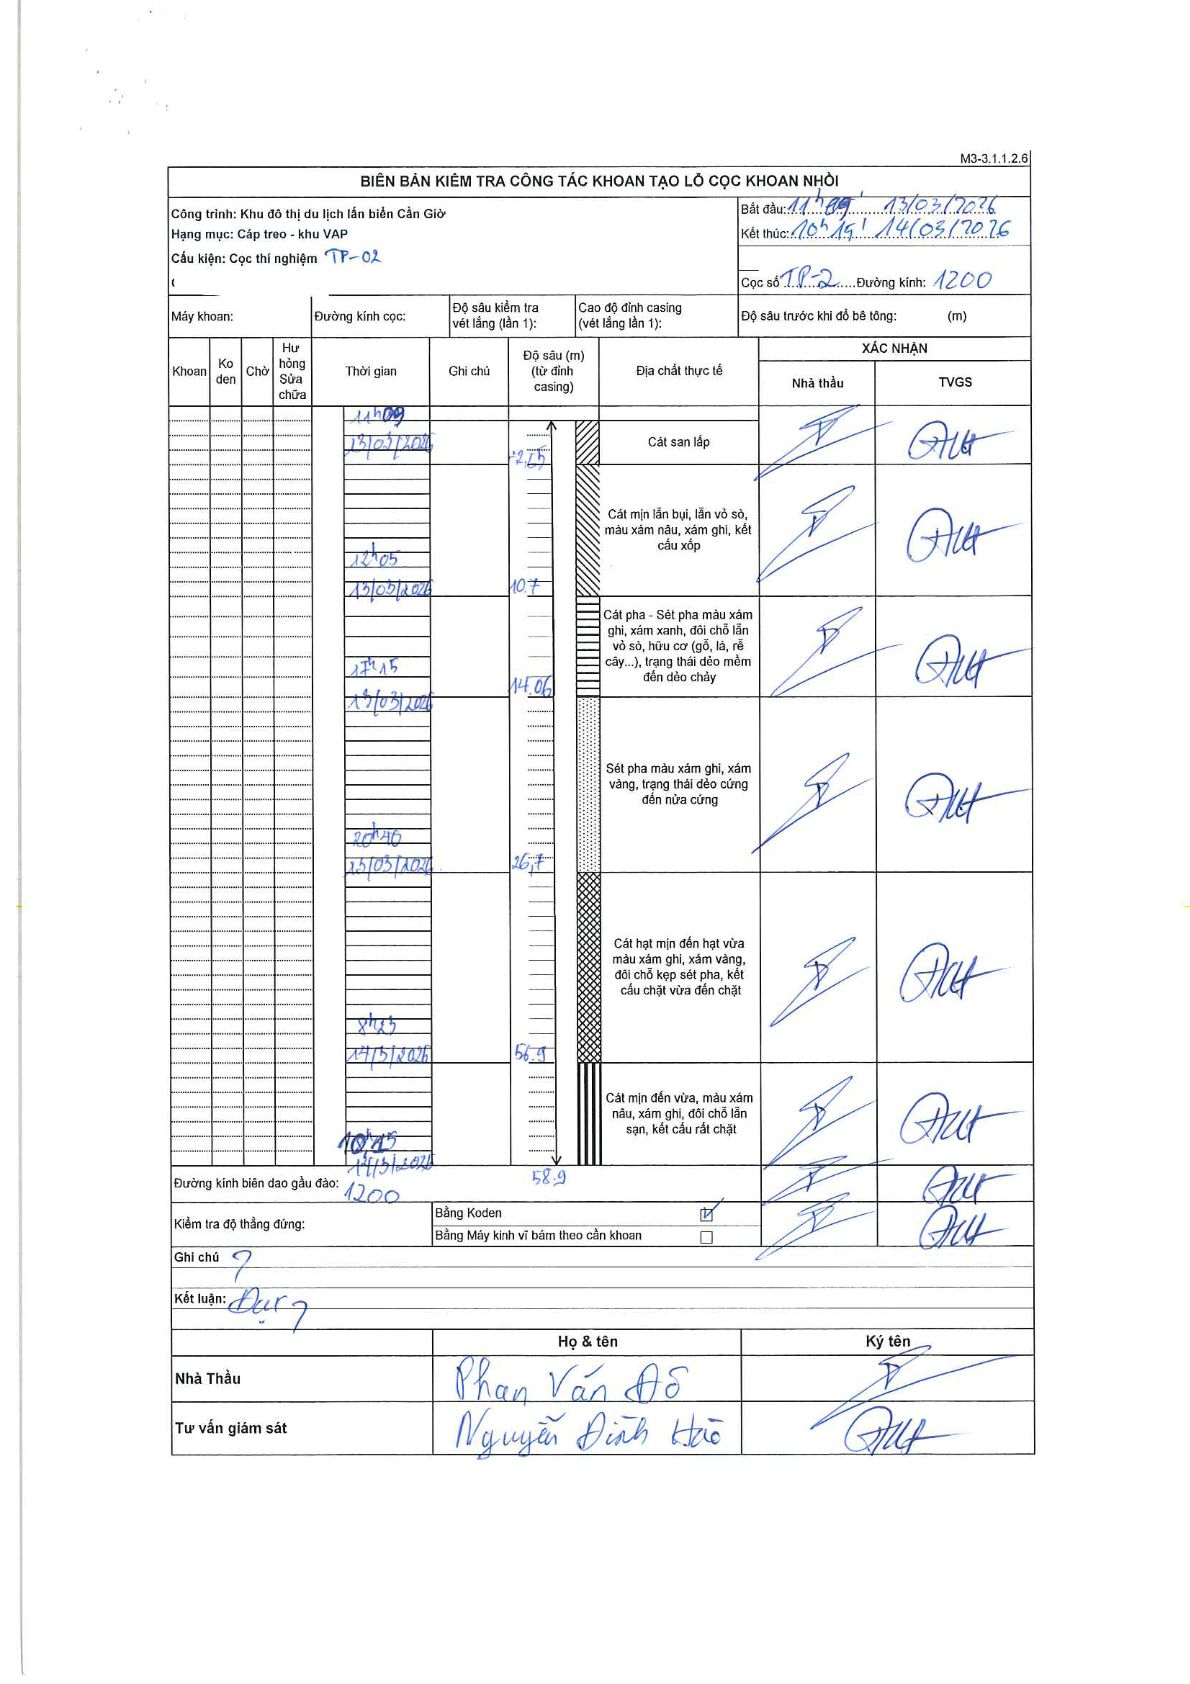 M3-3.1.1.2.6
BIÊN BẢN KIỂM TRA CÔNG TÁC KHOAN TẠO LỖ CỌC KHOAN NHỒI
Công trình: Khu đô thị du lịch lấn biển Cần Giờ
Hạng mục: Cáp treo - khu VAP
Cấu kiện: Cọc thí nghiệm TP-02
Bắt đầu: 11h09' 13/03/2026
Kết thúc: 10h15' 14/03/2026
Cọc số TP-2 Đường kính: 1200
Máy khoan:
Đường kính cọc:
Độ sâu kiểm tra vét lắng (lần 1):
Cao độ đỉnh casing (vét lắng lần 1):
Độ sâu trước khi đổ bê tông: (m)
Khoan
Ko den
Chờ
Hư hỏng Sửa chữa
Thời gian
Ghi chú
Độ sâu (m) (từ đỉnh casing)
Địa chất thực tế
XÁC NHẬN
Nhà thầu
TVGS
11h09
13/03/2026
-2,65
Cát san lấp
Cát mịn lẫn bụi, lẫn vỏ sò, màu xám nâu, xám ghi, kết cấu xốp
12h05
13/03/2026
10.7
Cát pha - Sét pha màu xám ghi, xám xanh, đôi chỗ lẫn vỏ sò, hữu cơ (gỗ, lá, rễ cây...), trạng thái dẻo mềm đến dẻo chảy
17h15
13/03/2026
14.06
Sét pha màu xám ghi, xám vàng, trạng thái dẻo cứng đến nửa cứng
20h40
13/03/2026
26,7
Cát hạt mịn đến hạt vừa màu xám ghi, xám vàng, đôi chỗ kẹp sét pha, kết cấu chặt vừa đến chặt
8h23
14/3/2026
56.9
Cát mịn đến vừa, màu xám nâu, xám ghi, đôi chỗ lẫn sạn, kết cấu rất chặt
10h15
14/3/2026
58.9
Đường kính biên dao gầu đào: 1200
Kiểm tra độ thẳng đứng:
Bằng Koden
Bằng Máy kinh vĩ bám theo cần khoan
Ghi chú
Kết luận: Đạt
Họ & tên
Ký tên
Nhà Thầu
Phan Văn Đô
Tư vấn giám sát
Nguyễn Đình Hào